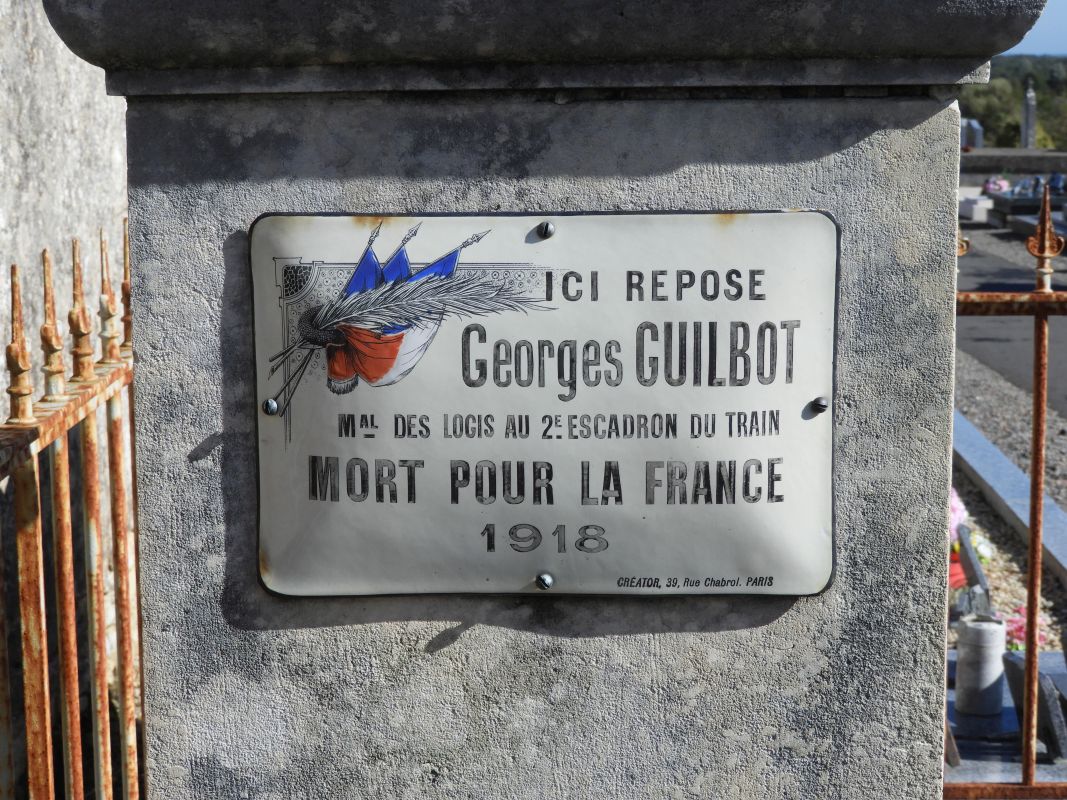 ICI REPOSE
Georges GUILBOT
MAL DES LOGIS AU 2E ESCADRON DU TRAIN
MORT POUR LA FRANCE
1918
CRÉATOR, 39, Rue Chabrol. PARIS